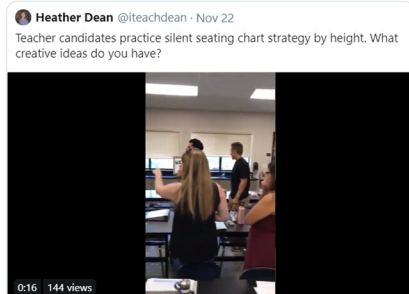 Heather Dean @iteachdean · Nov 22
Teacher candidates practice silent seating chart strategy by height. What
creative ideas do you have?
0:16 144 views